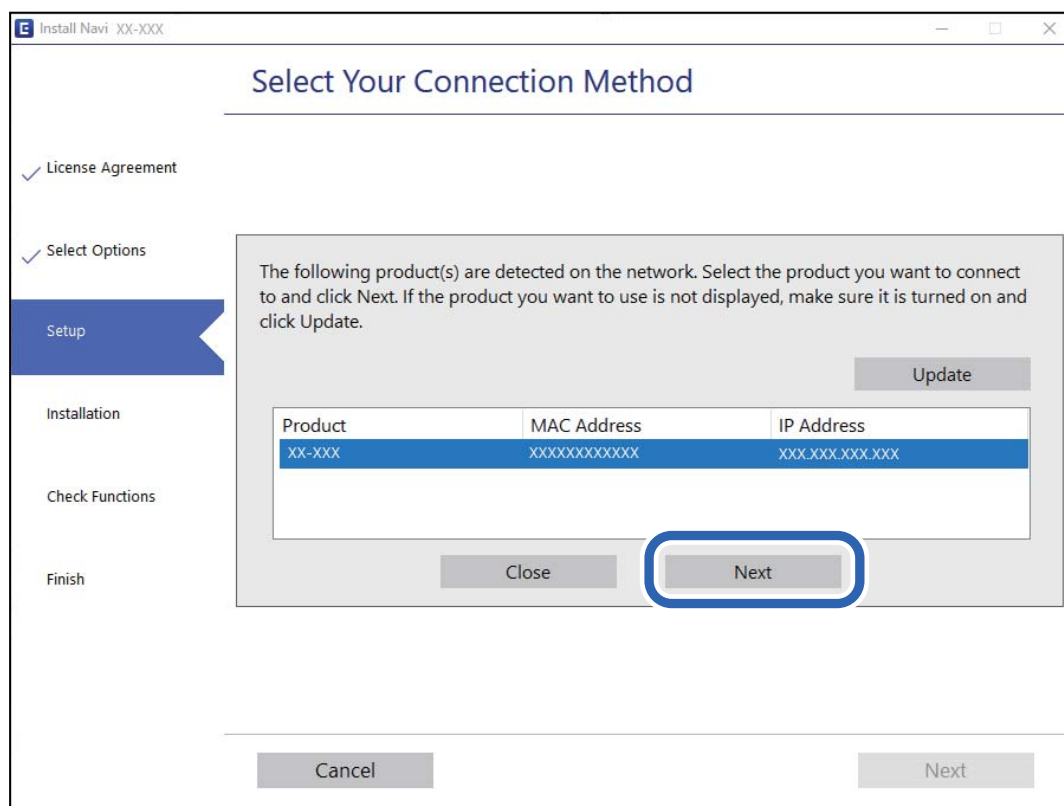 E Install Navi XX-XXX
Select Your Connection Method
License Agreement
Select Options
Setup
Installation
Check Functions
Finish
The following product(s) are detected on the network. Select the product you want to connect
to and click Next. If the product you want to use is not displayed, make sure it is turned on and
click Update.
Update
Product MAC Address IP Address
XX-XXX XXXXXXXXXXXX XXX.XXX.XXX.XXX
Close Next
Cancel Next